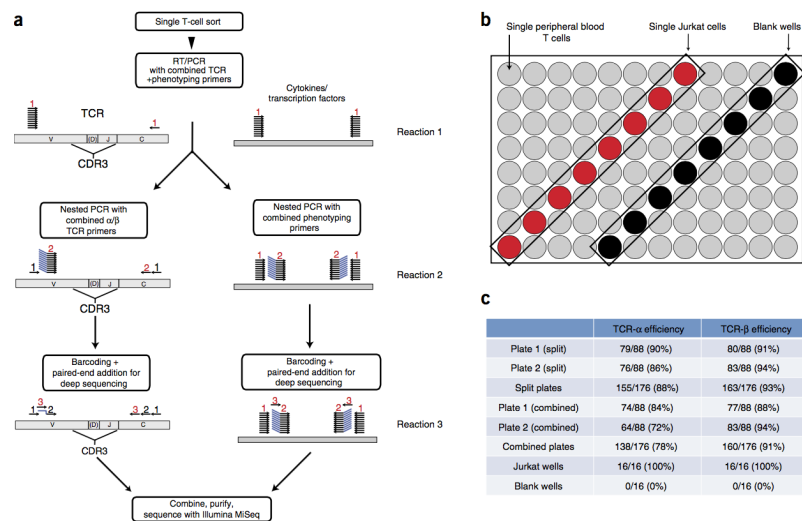 a
Single T-cell sort
RT/PCR
with combined TCR
+phenotyping primers
TCR
1
1
V (D) J C
CDR3
Cytokines/
transcription factors
1
1
Reaction 1
Nested PCR with
combined α/β
TCR primers
Nested PCR with
combined phenotyping
primers
2
1
2
1
V (D) J C
CDR3
1
2
2
1
Reaction 2
Barcoding +
paired-end addition for
deep sequencing
Barcoding +
paired-end addition for
deep sequencing
3
1
2
3
2
1
V (D) J C
CDR3
3
3
1
2
2
1
Reaction 3
Combine, purify,
sequence with Illumina MiSeq
b
Single peripheral blood
T cells
Single Jurkat cells
Blank wells
c
TCR-α efficiency TCR-β efficiency
Plate 1 (split) 79/88 (90%) 80/88 (91%)
Plate 2 (split) 76/88 (86%) 83/88 (94%)
Split plates 155/176 (88%) 163/176 (93%)
Plate 1 (combined) 74/88 (84%) 77/88 (88%)
Plate 2 (combined) 64/88 (72%) 83/88 (94%)
Combined plates 138/176 (78%) 160/176 (91%)
Jurkat wells 16/16 (100%) 16/16 (100%)
Blank wells 0/16 (0%) 0/16 (0%)